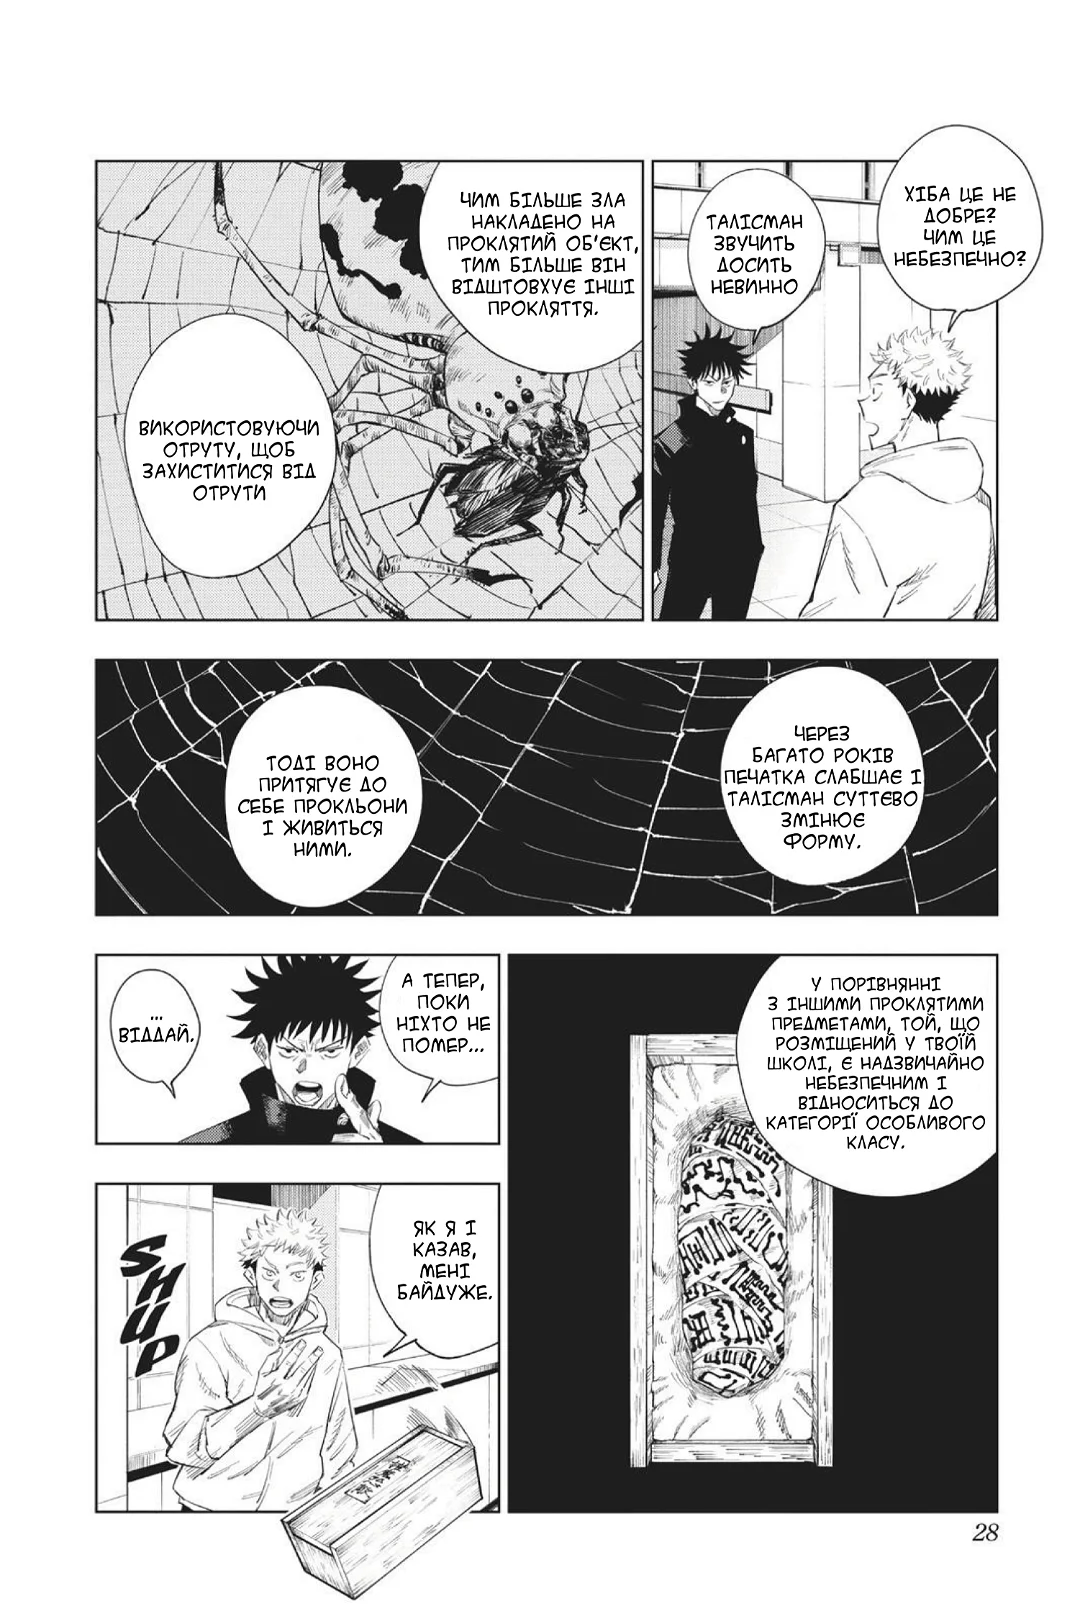 ХІБА ЦЕ НЕ
ДОБРЕ?
ЧИМ ЦЕ
НЕБЕЗПЕЧНО?
ТАЛІСМАН
ЗВУЧИТЬ
ДОСИТЬ
НЕВИННО
ЧИМ БІЛЬШЕ ЗЛА
НАКЛАДЕНО НА
ПРОКЛЯТИЙ ОБ'ЄКТ,
ТИМ БІЛЬШЕ ВІН
ВІДШТОВХУЄ ІНШІ
ПРОКЛЯТТЯ.
ВИКОРИСТОВУЮЧИ
ОТРУТУ, ЩОБ
ЗАХИСТИТИСЯ ВІД
ОТРУТИ
ЧЕРЕЗ
БАГАТО РОКІВ
ПЕЧАТКА СЛАБШАЄ І
ТАЛІСМАН СУТТЄВО
ЗМІНЮЄ
ФОРМУ.
ТОДІ ВОНО
ПРИТЯГУЄ ДО
СЕБЕ ПРОКЛЬОНИ
І ЖИВИТЬСЯ
НИМИ.
У ПОРІВНЯННІ
З ІНШИМИ ПРОКЛЯТИМИ
ПРЕДМЕТАМИ, ТОЙ, ЩО
РОЗМІЩЕНИЙ У ТВОЇЙ
ШКОЛІ, Є НАДЗВИЧАЙНО
НЕБЕЗПЕЧНИМ І
ВІДНОСИТЬСЯ ДО
КАТЕГОРІЇ ОСОБЛИВОГО
КЛАСУ.
А ТЕПЕР,
ПОКИ
НІХТО НЕ
ПОМЕР...
...
ВІДДАЙ.
ЯК Я І
КАЗАВ,
МЕНІ
БАЙДУЖЕ.
SHUP
28